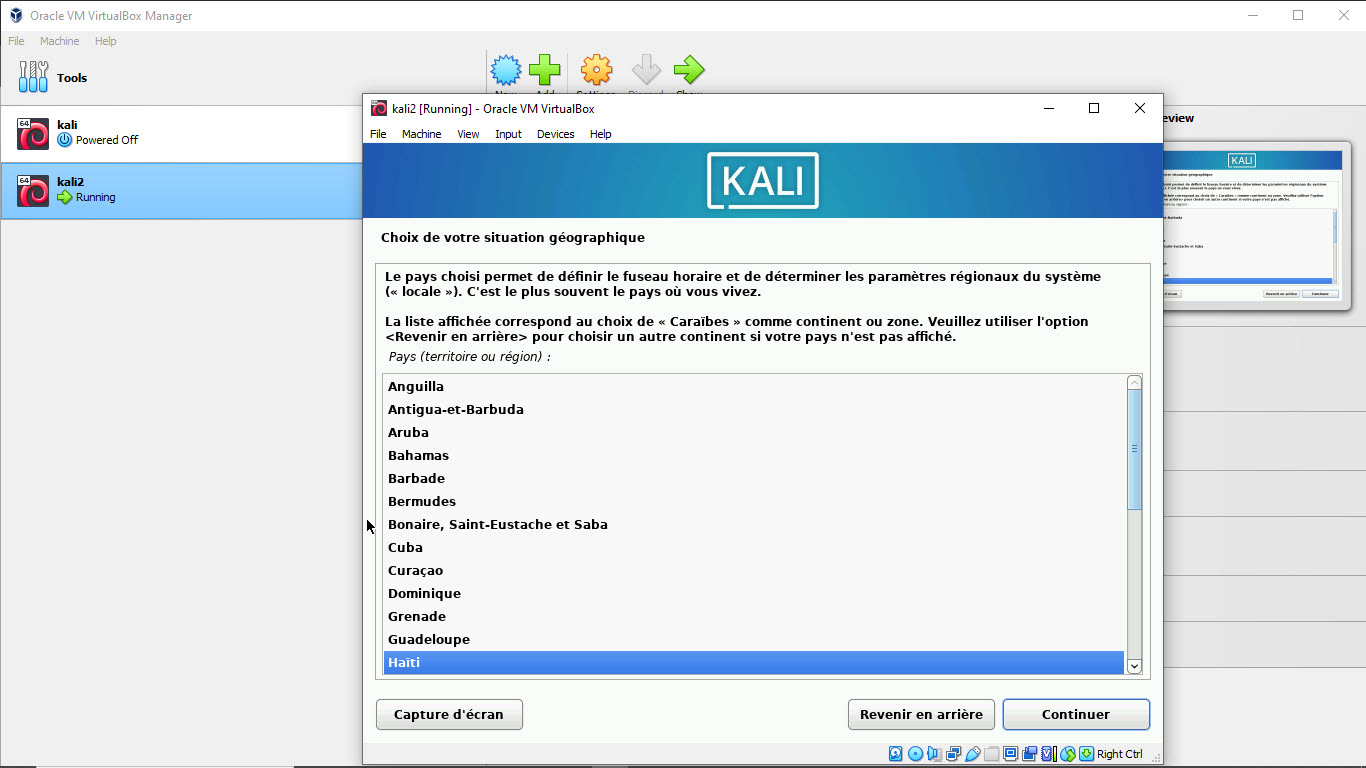 Oracle VM VirtualBox Manager
File Machine Help
Tools
kali
64
Powered Off
kali2
64
Running
kali2 [Running] - Oracle VM VirtualBox
File Machine View Input Devices Help
KALI
Choix de votre situation géographique
Le pays choisi permet de définir le fuseau horaire et de déterminer les paramètres régionaux du système
(« locale »). C'est le plus souvent le pays où vous vivez.
La liste affichée correspond au choix de « Caraïbes » comme continent ou zone. Veuillez utiliser l'option
<Revenir en arrière> pour choisir un autre continent si votre pays n'est pas affiché.
Pays (territoire ou région) :
Anguilla
Antigua-et-Barbuda
Aruba
Bahamas
Barbade
Bermudes
Bonaire, Saint-Eustache et Saba
Cuba
Curaçao
Dominique
Grenade
Guadeloupe
Haïti
Capture d'écran
Revenir en arrière
Continuer
Right Ctrl
eview
KALI